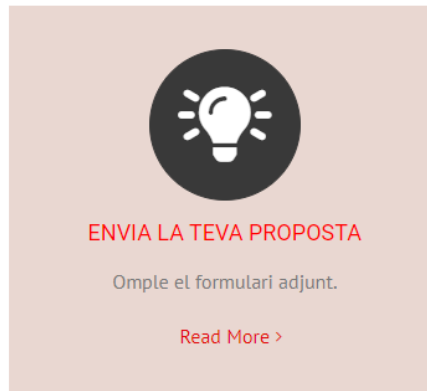 ENVIA LA TEVA PROPOSTA
Omple el formulari adjunt.
Read More >